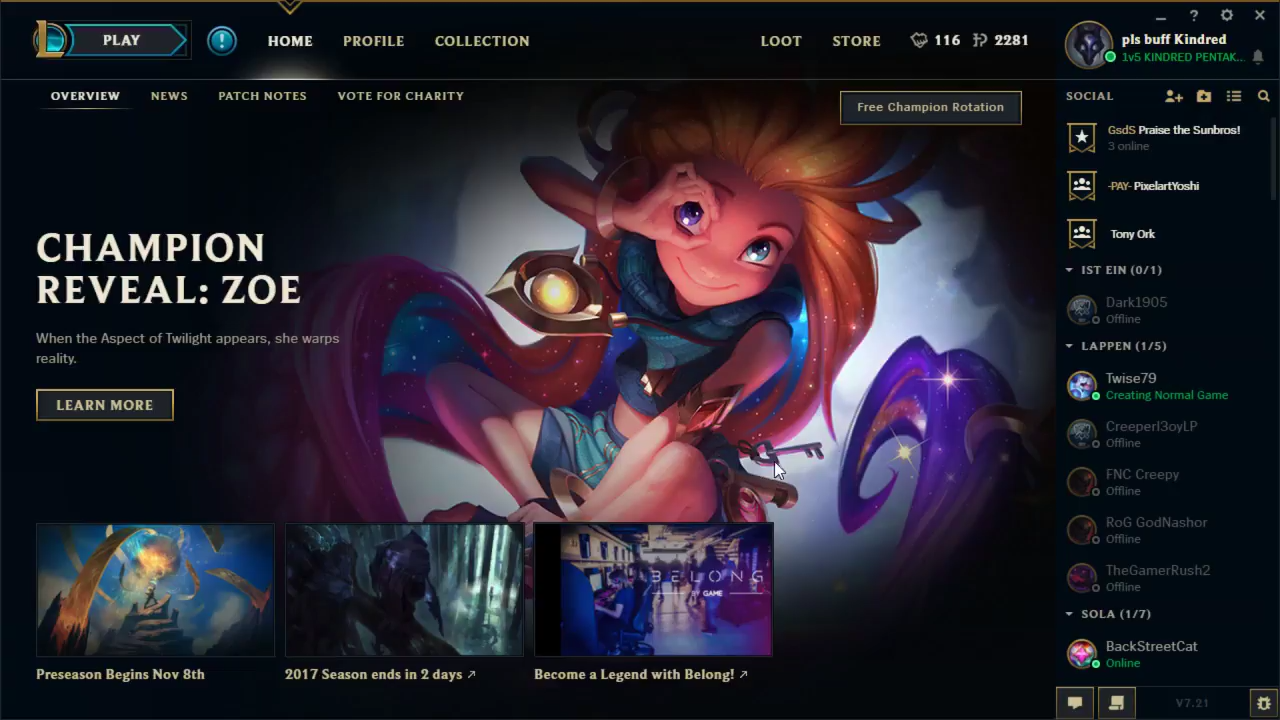 PLAY
HOME
PROFILE
COLLECTION
LOOT
STORE
116
2281
pls buff Kindred
1v5 KINDRED PENTAK...
OVERVIEW
NEWS
PATCH NOTES
VOTE FOR CHARITY
Free Champion Rotation
CHAMPION
REVEAL: ZOE
When the Aspect of Twilight appears, she warps
reality.
LEARN MORE
BELONG
BY GAME
Preseason Begins Nov 8th
2017 Season ends in 2 days
Become a Legend with Belong!
SOCIAL
GsdS Praise the Sunbros!
3 online
-PAY- PixelartYoshi
Tony Ork
IST EIN (0/1)
Dark1905
Offline
LAPPEN (1/5)
Twise79
Creating Normal Game
Creeperl3oyLP
Offline
FNC Creepy
Offline
RoG GodNashor
Offline
TheGamerRush2
Offline
SOLA (1/7)
BackStreetCat
Online
V7.21